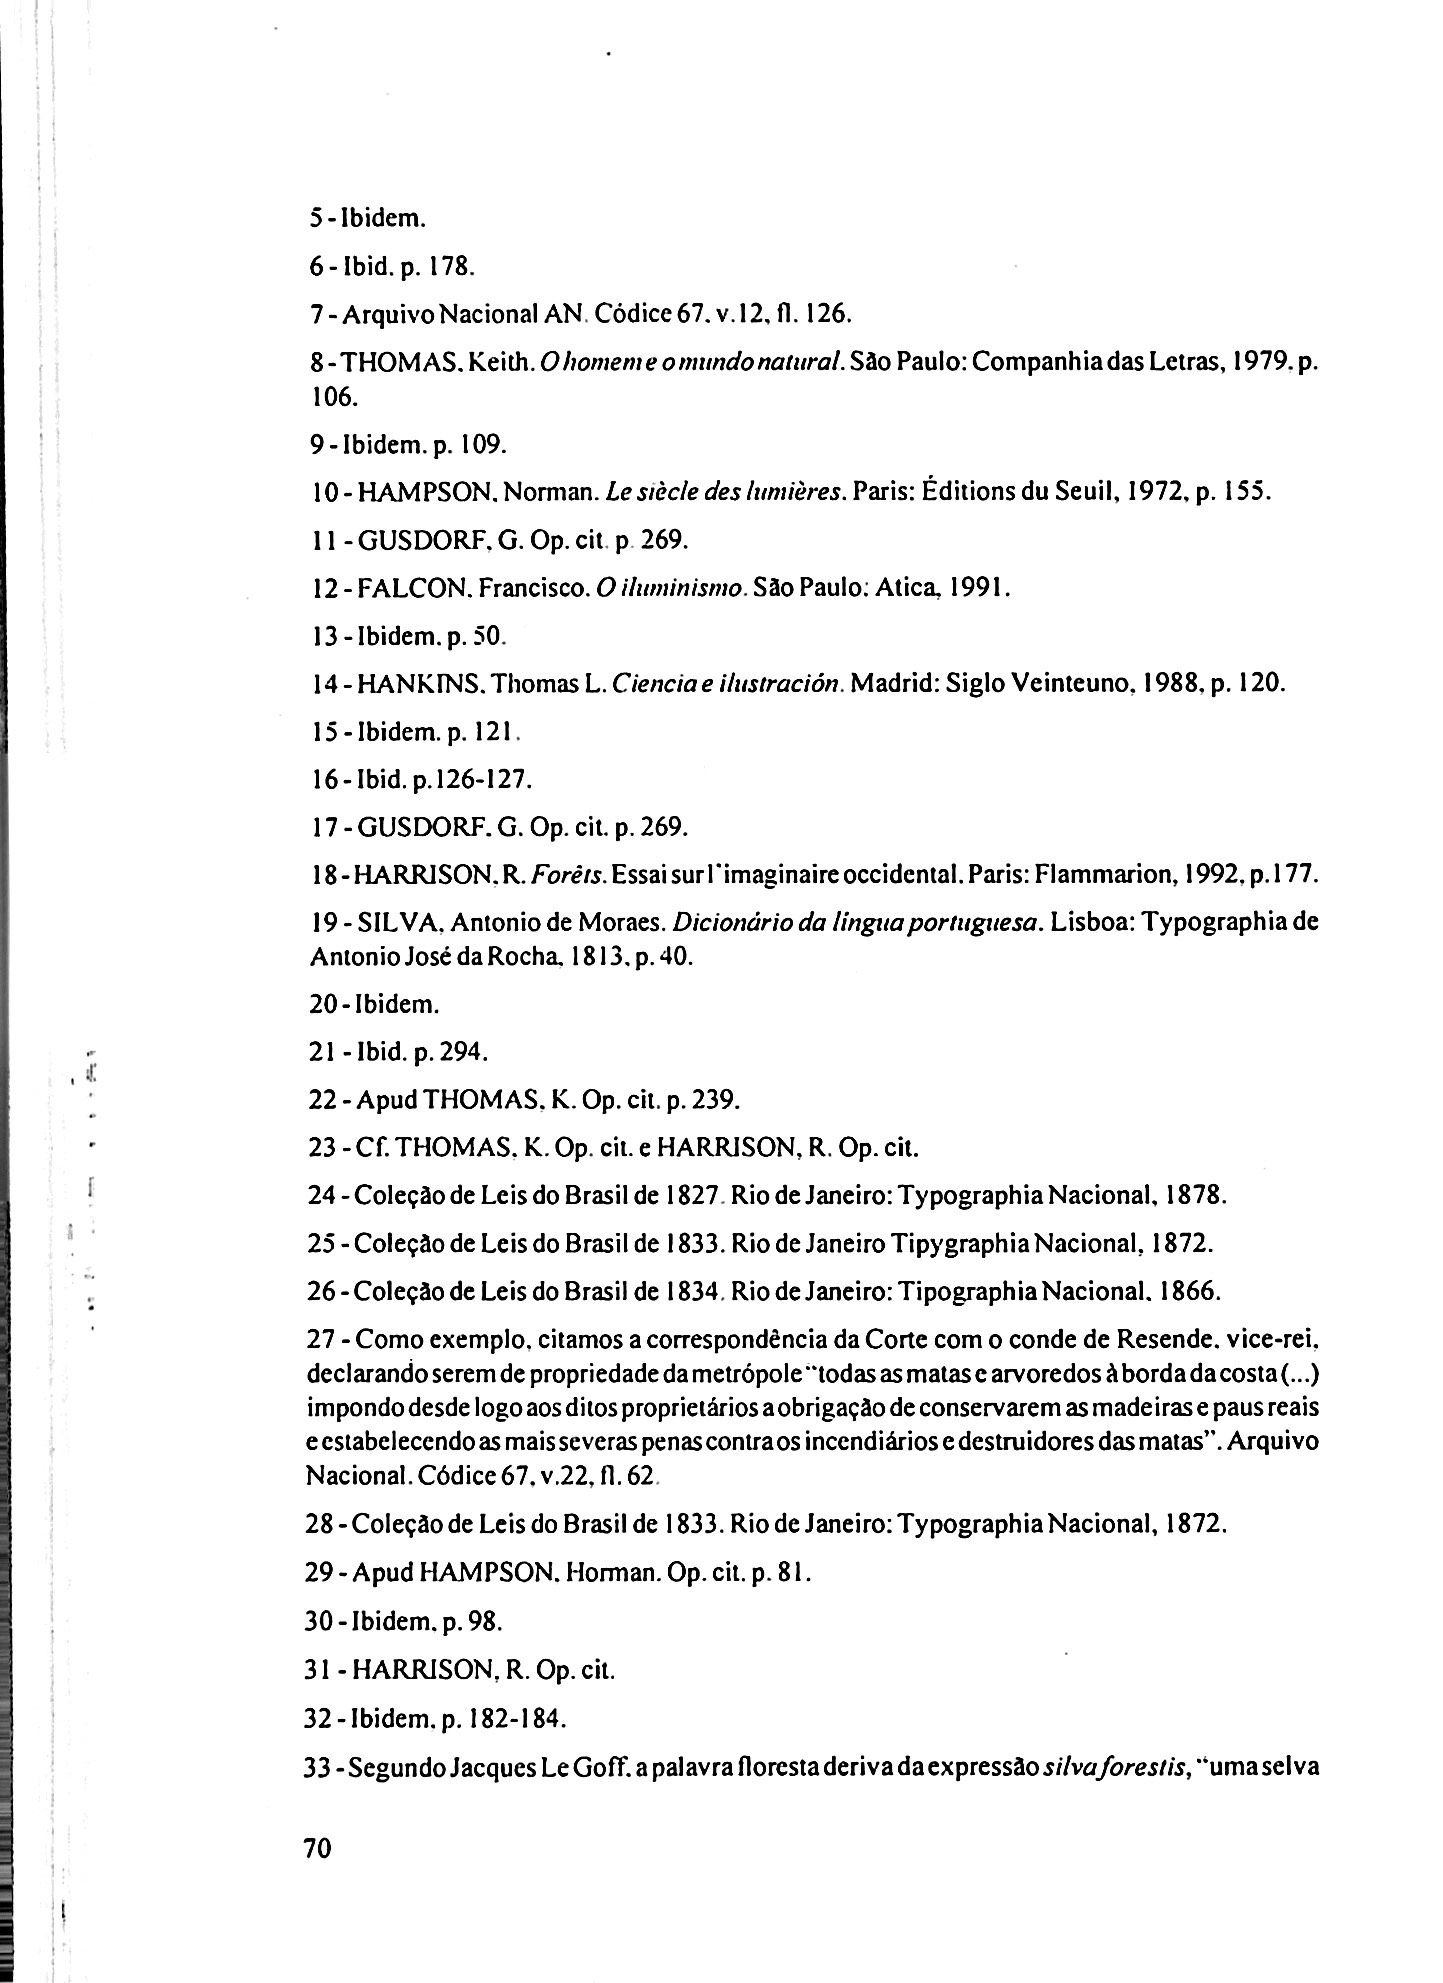 5 - Ibidem.
6 - Ibid. p. 178.
7 - Arquivo Nacional AN. Códice 67. v.12, fl. 126.
8 - THOMAS. Keith. O homem e o mundo natural. São Paulo: Companhia das Letras, 1979. p.
106.
9 - Ibidem. p. 109.
10 - HAMPSON. Norman. Le siècle des lumières. Paris: Éditions du Seuil, 1972, p. 155.
11 - GUSDORF, G. Op. cit. p. 269.
12 - FALCON. Francisco. O iluminismo. São Paulo: Atica, 1991.
13 - Ibidem. p. 50.
14 - HANKINS. Thomas L. Ciencia e ilustración. Madrid: Siglo Veinteuno, 1988, p. 120.
15 - Ibidem. p. 121.
16 - Ibid. p.126-127.
17 - GUSDORF. G. Op. cit. p. 269.
18 - HARRISON, R. Forêts. Essai sur l'imaginaire occidental. Paris: Flammarion, 1992, p.177.
19 - SILVA. Antonio de Moraes. Dicionário da lingua portuguesa. Lisboa: Typographia de
Antonio José da Rocha, 1813, p. 40.
20 - Ibidem.
21 - Ibid. p. 294.
22 - Apud THOMAS, K. Op. cit. p. 239.
23 - Cf. THOMAS, K. Op. cit. e HARRISON, R. Op. cit.
24 - Coleção de Leis do Brasil de 1827. Rio de Janeiro: Typographia Nacional, 1878.
25 - Coleção de Leis do Brasil de 1833. Rio de Janeiro Tipygraphia Nacional, 1872.
26 - Coleção de Leis do Brasil de 1834. Rio de Janeiro: Tipographia Nacional. 1866.
27 - Como exemplo, citamos a correspondência da Corte com o conde de Resende, vice-rei,
declarando serem de propriedade da metrópole "todas as matas e arvoredos à borda da costa (...)
impondo desde logo aos ditos proprietários a obrigação de conservarem as madeiras e paus reais
e estabelecendo as mais severas penas contra os incendiários e destruidores das matas". Arquivo
Nacional. Códice 67, v.22, fl. 62.
28 - Coleção de Leis do Brasil de 1833. Rio de Janeiro: Typographia Nacional, 1872.
29 - Apud HAMPSON. Horman. Op. cit. p. 81.
30 - Ibidem. p. 98.
31 - HARRISON, R. Op. cit.
32 - Ibidem. p. 182-184.
33 - Segundo Jacques Le Goff. a palavra floresta deriva da expressão silva forestis, "uma selva
70